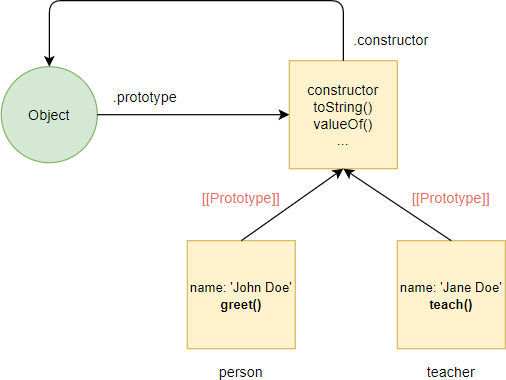 .constructor
Object
.prototype
constructor
toString()
valueOf()
...
[[Prototype]]
[[Prototype]]
name: 'John Doe'
greet()
name: 'Jane Doe'
teach()
person
teacher